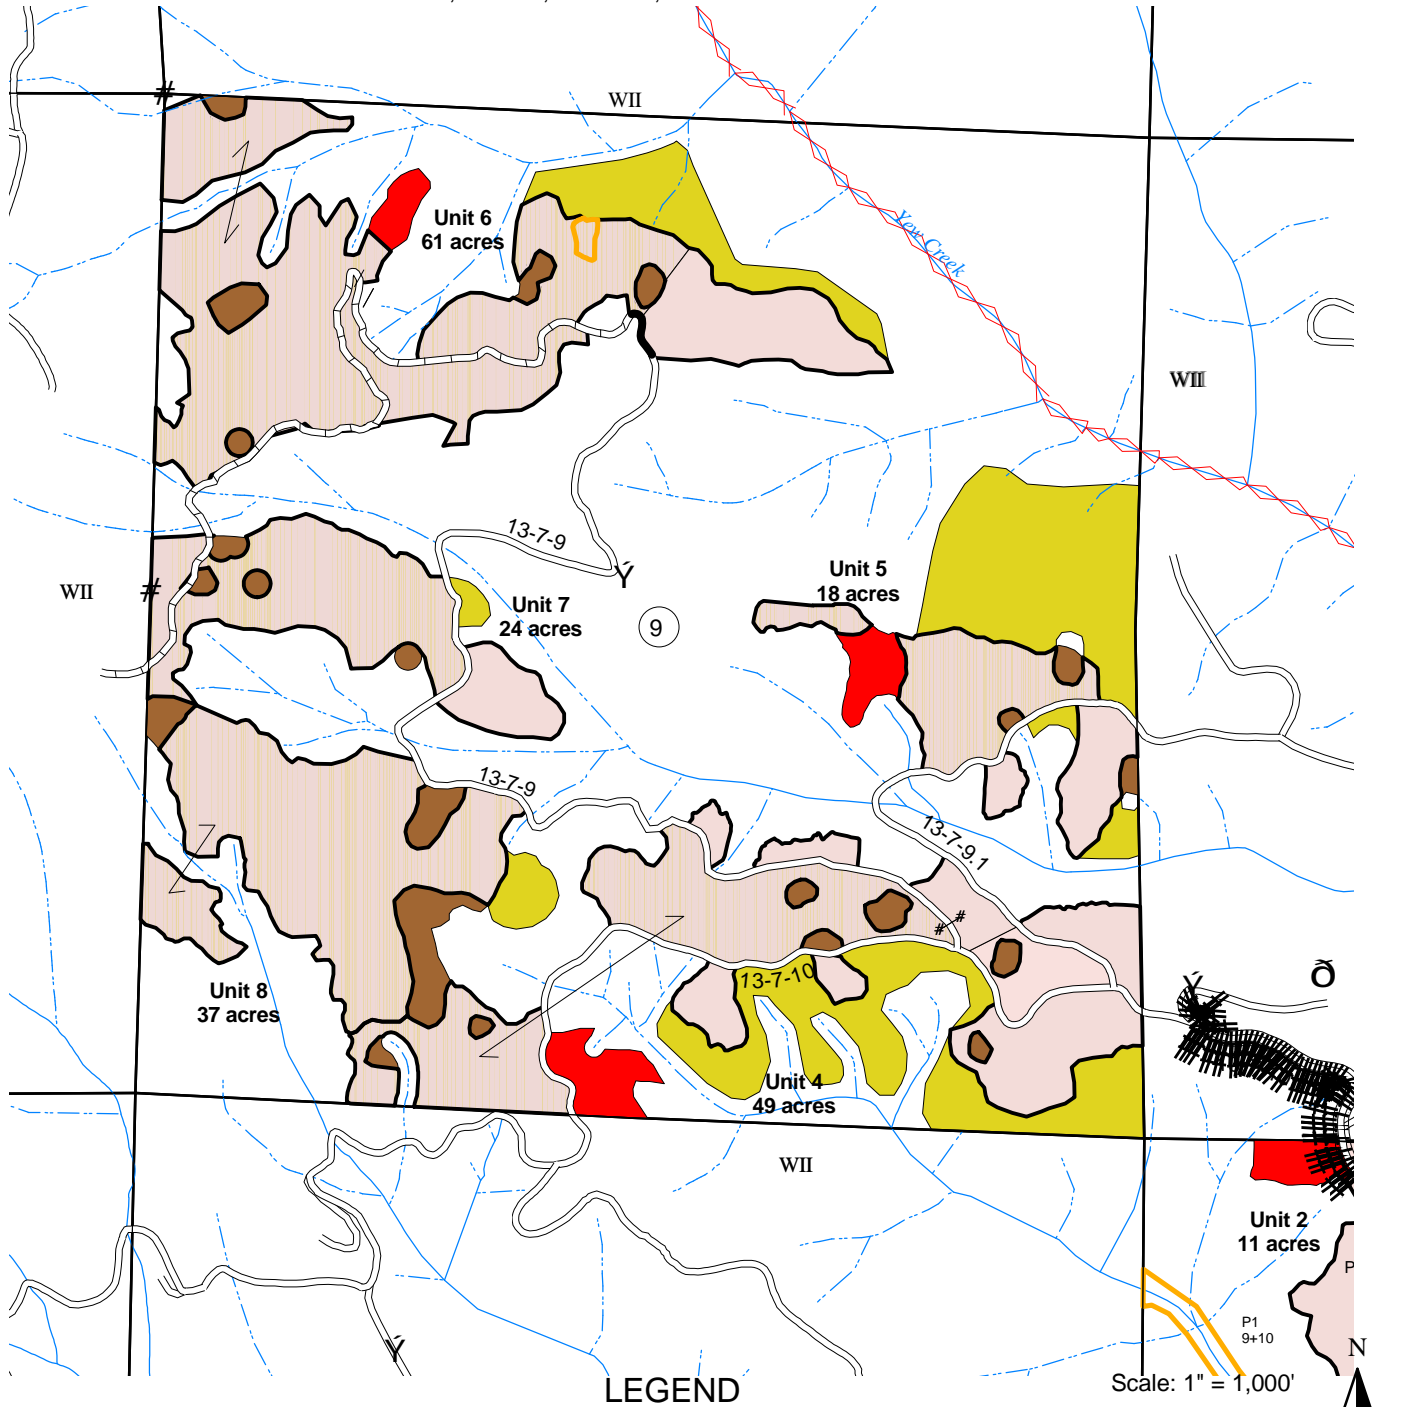 WII
Unit 6
61 acres
Yew Creek
WII
13-7-9
Unit 5
18 acres
WII
Unit 7
24 acres
9
13-7-9
13-7-9.1
13-7-10
Unit 8
37 acres
Unit 4
49 acres
WII
Unit 2
11 acres
P
P1
9+10
N
LEGEND
Scale: 1" = 1,000'